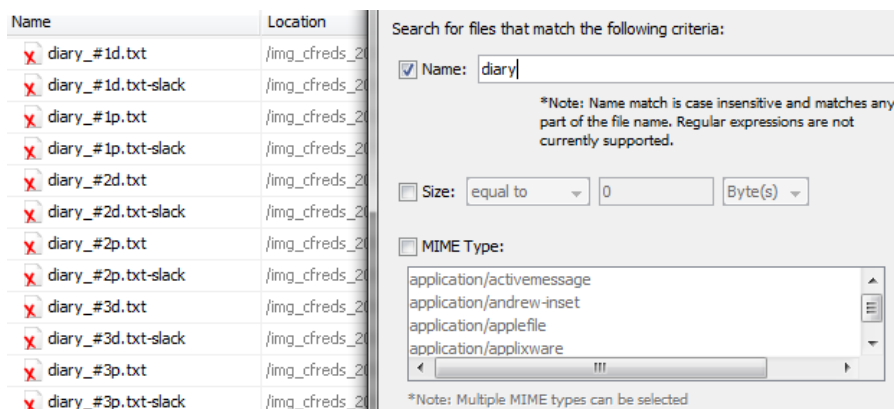 Name Location
diary_#1d.txt /img_cfreds_20
diary_#1d.txt-slack /img_cfreds_20
diary_#1p.txt /img_cfreds_20
diary_#1p.txt-slack /img_cfreds_20
diary_#2d.txt /img_cfreds_20
diary_#2d.txt-slack /img_cfreds_20
diary_#2p.txt /img_cfreds_20
diary_#2p.txt-slack /img_cfreds_20
diary_#3d.txt /img_cfreds_20
diary_#3d.txt-slack /img_cfreds_20
diary_#3p.txt /img_cfreds_20
diary_#3p.txt-slack /img_cfreds_20
Search for files that match the following criteria:
Name: diary
*Note: Name match is case insensitive and matches any
part of the file name. Regular expressions are not
currently supported.
Size: equal to 0 Byte(s)
MIME Type:
application/activemessage
application/andrew-inset
application/applefile
application/applixware
*Note: Multiple MIME types can be selected